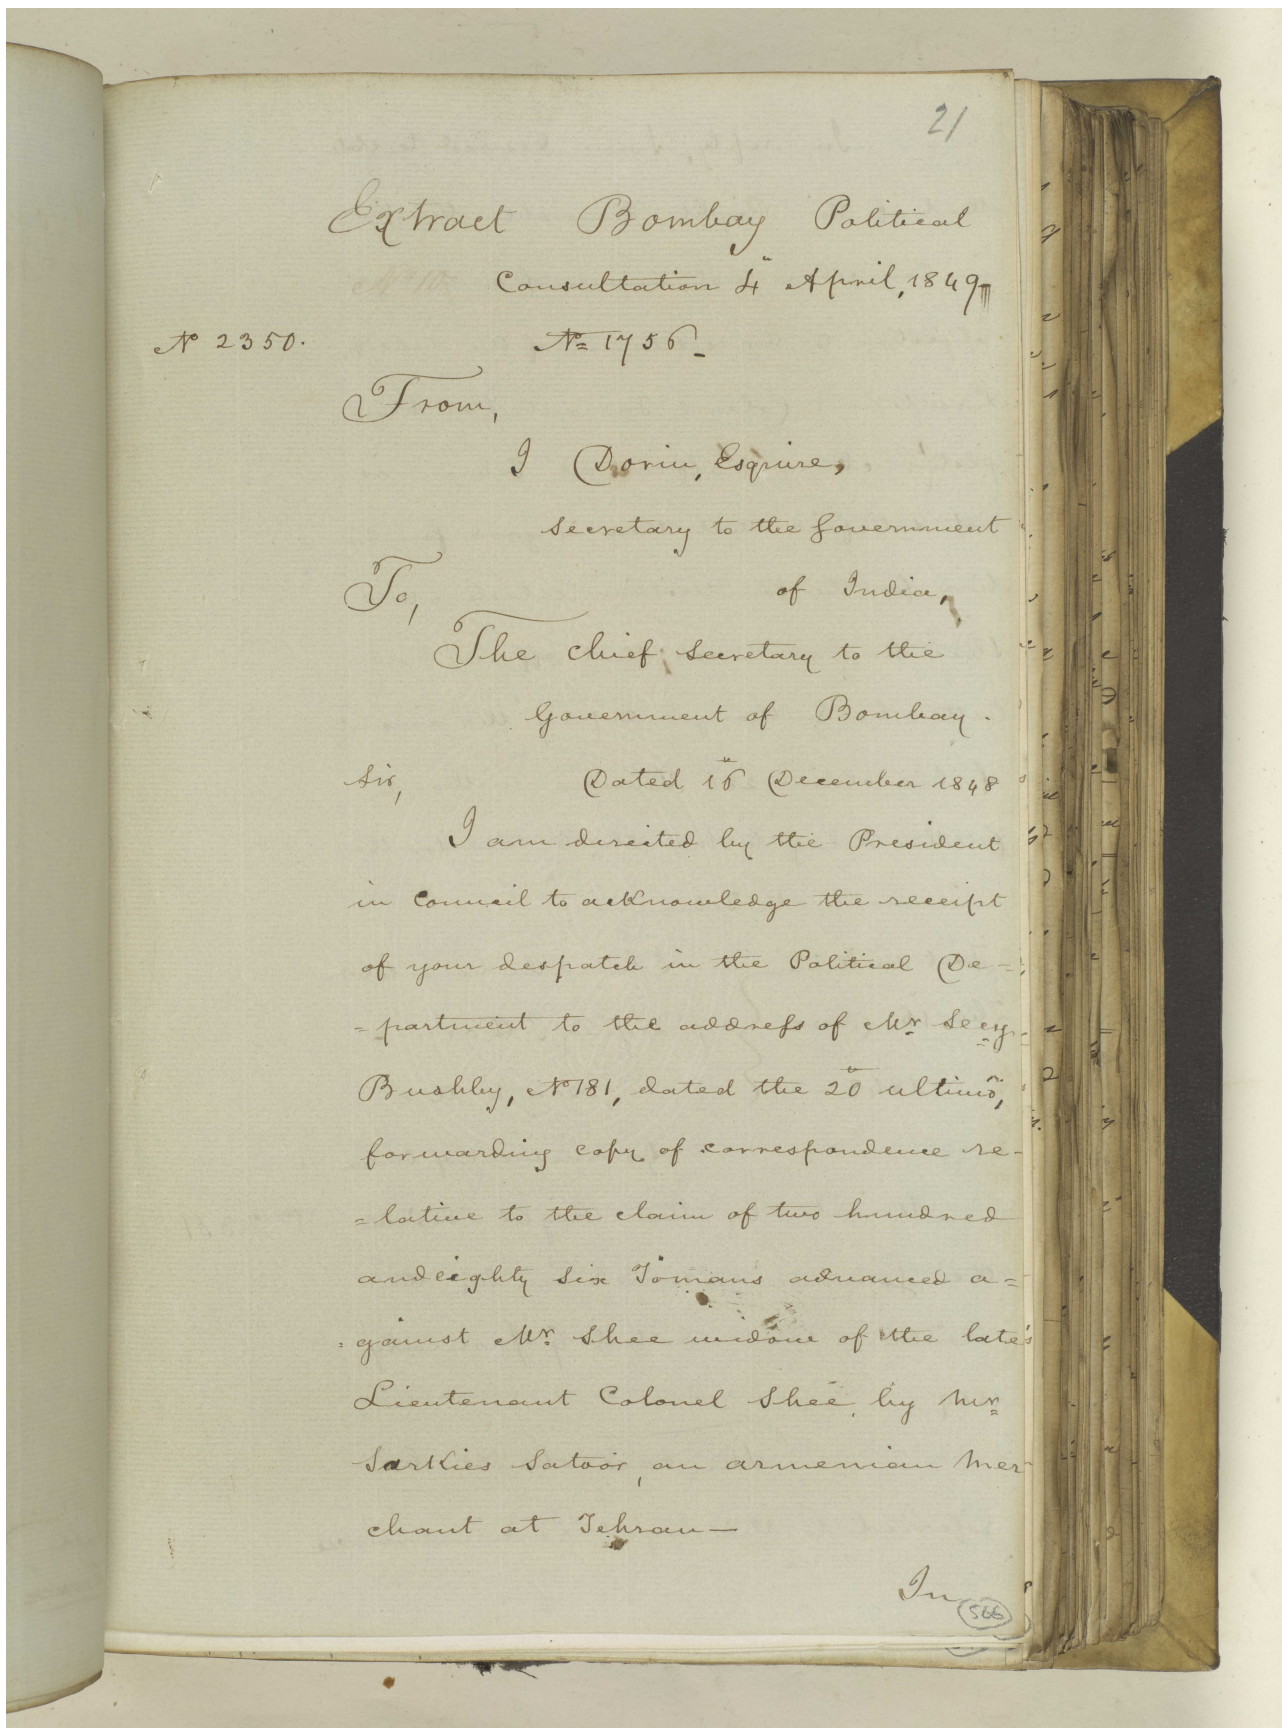 21
Extract Bombay Political
Consultation 4" April, 1849
No 2350.
No 1756
From,
I Dorin, Esquire,
Secretary to the Government
To,
of India,
The Chief Secretary to the
Government of Bombay.
Sir,
Dated 16" December 1848
I am directed by the President
in Council to acknowledge the receipt
of your despatch in the Political De-
=partment to the address of Mr Secy
Bushby, No 181, dated the 20" ultimo,
forwarding copy of correspondence re-
=lative to the claim of two hundred
and eighty six Tomans advanced a=
=gainst Mrs. Shee widow of the late
Lieutenant Colonel Shee, by Mr
Sarkies Satoor, an armenian Mer
chant at Tehran—
In
566